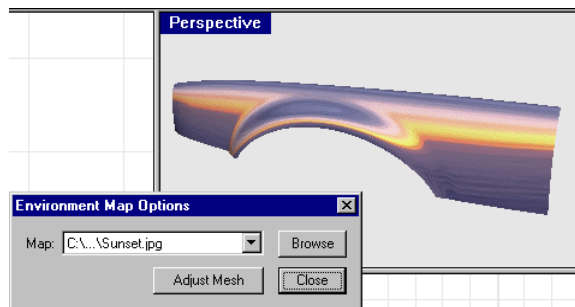 Perspective
Environment Map Options
Map: C:\...\Sunset.jpg Browse
Adjust Mesh Close